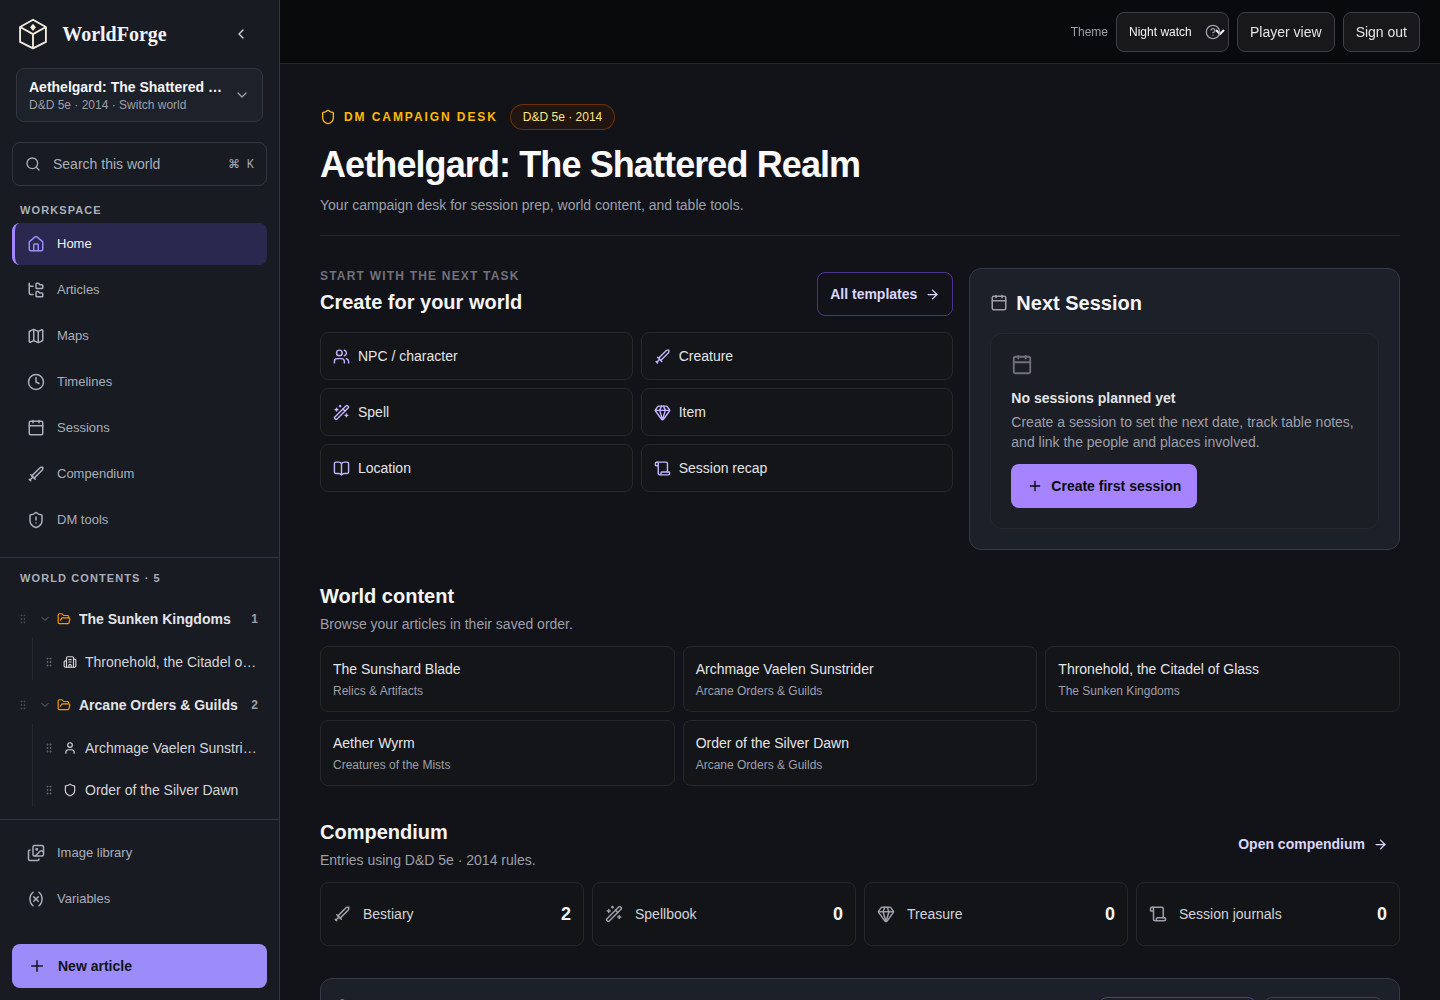 WorldForge
Aethelgard: The Shattered …
D&D 5e · 2014 · Switch world
Search this world ⌘ K
WORKSPACE
Home
Articles
Maps
Timelines
Sessions
Compendium
DM tools
WORLD CONTENTS · 5
The Sunken Kingdoms 1
Thronehold, the Citadel o…
Arcane Orders & Guilds 2
Archmage Vaelen Sunstri…
Order of the Silver Dawn
Image library
Variables
New article
Theme Night watch Player view Sign out
DM CAMPAIGN DESK D&D 5e · 2014
Aethelgard: The Shattered Realm
Your campaign desk for session prep, world content, and table tools.
START WITH THE NEXT TASK
Create for your world
All templates
NPC / character
Creature
Spell
Item
Location
Session recap
Next Session
No sessions planned yet
Create a session to set the next date, track table notes,
and link the people and places involved.
Create first session
World content
Browse your articles in their saved order.
The Sunshard Blade
Relics & Artifacts
Archmage Vaelen Sunstrider
Arcane Orders & Guilds
Thronehold, the Citadel of Glass
The Sunken Kingdoms
Aether Wyrm
Creatures of the Mists
Order of the Silver Dawn
Arcane Orders & Guilds
Compendium
Entries using D&D 5e · 2014 rules.
Open compendium
Bestiary 2
Spellbook 0
Treasure 0
Session journals 0